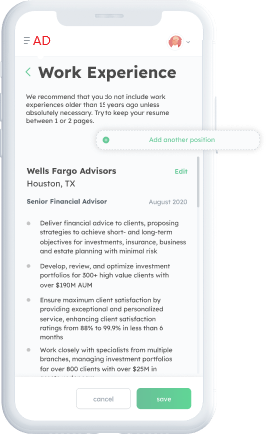 AD
Work Experience
We recommend that you do not include work
experiences older than 15 years ago unless
absolutely necessary. Try to keep your resume
between 1 or 2 pages.
Add another position
Wells Fargo Advisors
Edit
Houston, TX
Senior Financial Advisor
August 2020
Deliver financial advice to clients, proposing
strategies to achieve short- and long-term
objectives for investments, insurance, business
and estate planning with minimal risk
Develop, review, and optimize investment
portfolios for 300+ high value clients with
over $190M AUM
Ensure maximum client satisfaction by
providing exceptional and personalized
service, enhancing client satisfaction
ratings from 88% to 99.9% in less than 6
months
Work closely with specialists from multiple
branches, managing investment portfolios
for over 800 clients with over $25M in
cancel
save